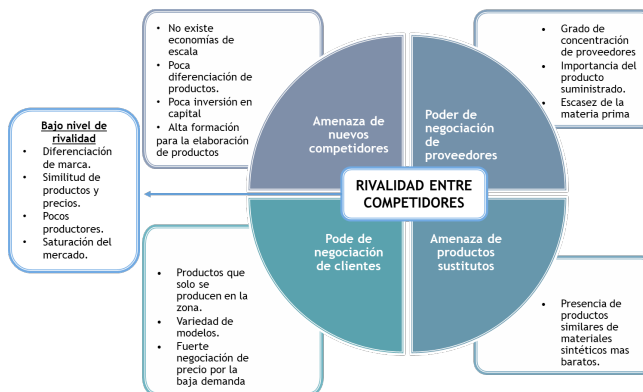 • No existe
economías de
escala
• Poca
diferenciación de
productos.
• Poca inversión en
capital
• Alta formación
para la elaboración
de productos
• Grado de
concentración
de proveedores
• Importancia del
producto
suministrado.
• Escasez de la
materia prima
Amenaza de
nuevos
competidores
Poder de
negociación
de
proveedores
Bajo nivel de
rivalidad
• Diferenciación
de marca.
• Similitud de
productos y
precios.
• Pocos
productores.
• Saturación del
mercado.
RIVALIDAD ENTRE
COMPETIDORES
Pode de
negociación
de clientes
Amenaza de
productos
sustitutos
• Productos que
solo se
producen en la
zona.
• Variedad de
modelos.
• Fuerte
negociación de
precio por la
baja demanda
• Presencia de
productos
similares de
materiales
sintéticos mas
baratos.